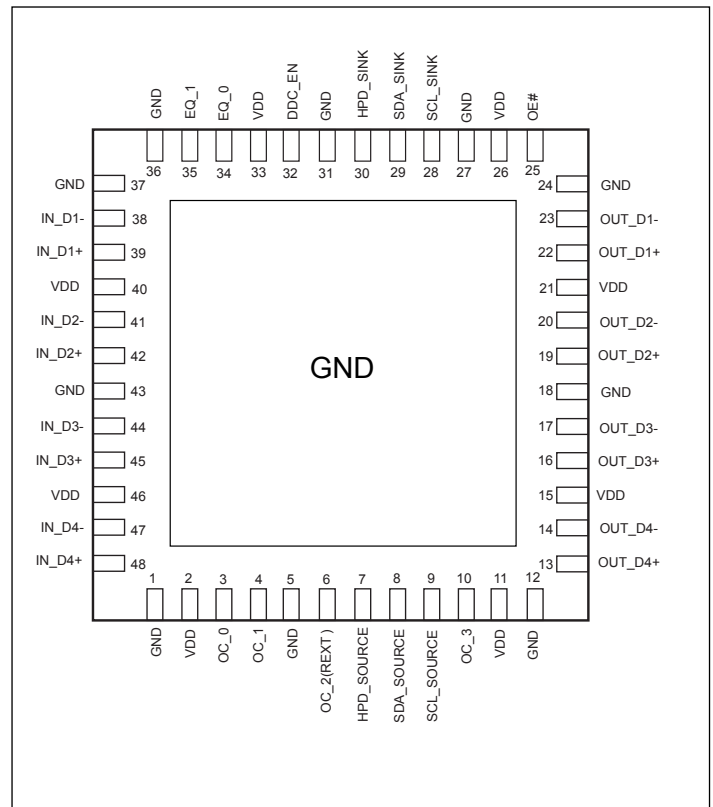 GND EQ_1 EQ_0 VDD DDC_EN GND HPD_SINK SDA_SINK SCL_SINK GND VDD OE#
36 35 34 33 32 31 30 29 28 27 26 25
GND 37 24 GND
IN_D1- 38 23 OUT_D1-
IN_D1+ 39 22 OUT_D1+
VDD 40 21 VDD
IN_D2- 41 20 OUT_D2-
IN_D2+ 42 19 OUT_D2+
GND
GND 43 18 GND
IN_D3- 44 17 OUT_D3-
IN_D3+ 45 16 OUT_D3+
VDD 46 15 VDD
IN_D4- 47 14 OUT_D4-
IN_D4+ 48 13 OUT_D4+
1 2 3 4 5 6 7 8 9 10 11 12
GND VDD OC_0 OC_1 GND OC_2(REXT) HPD_SOURCE SDA_SOURCE SCL_SOURCE OC_3 VDD GND